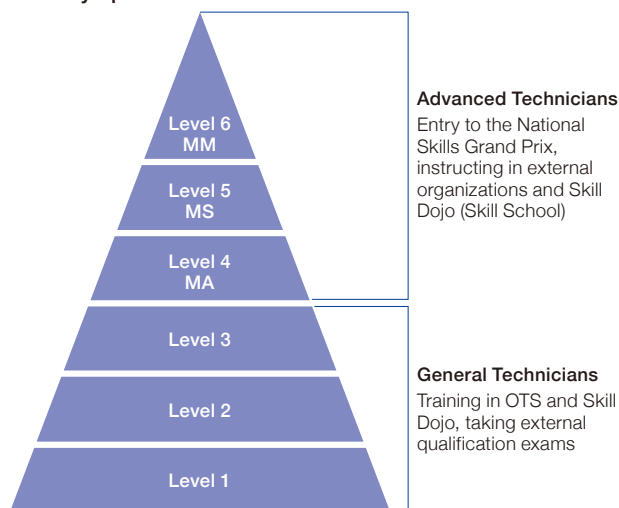 Level 6
MM
Level 5
MS
Level 4
MA
Level 3
Level 2
Level 1
Advanced Technicians
Entry to the National
Skills Grand Prix,
instructing in external
organizations and Skill
Dojo (Skill School)
General Technicians
Training in OTS and Skill
Dojo, taking external
qualification exams